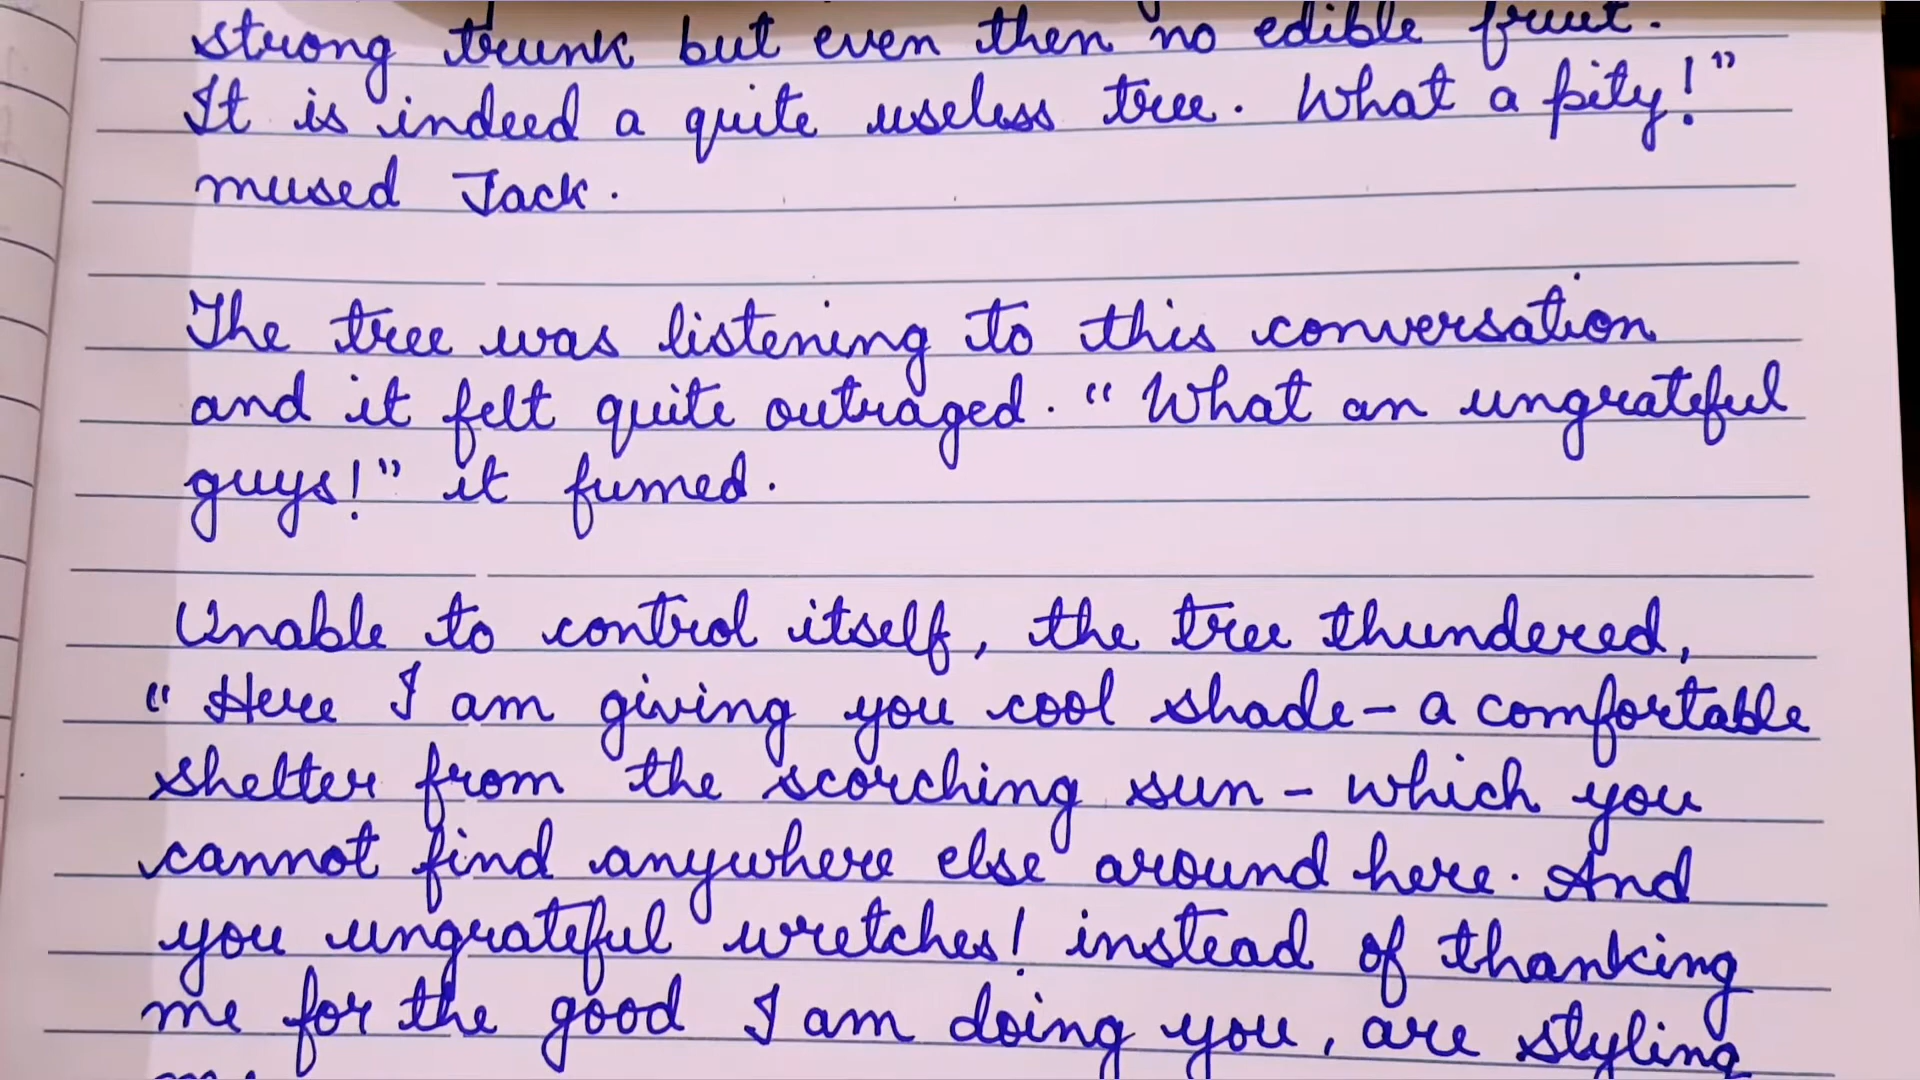 strong trunk but even then no edible fruit.
It is indeed a quite useless tree. What a pity!"
mused Jack.
The tree was listening to this conversation
and it felt quite outraged. "What an ungrateful
guys!" it fumed.
Unable to control itself, the tree thundered,
"Here I am giving you cool shade - a comfortable
shelter from the scorching sun - which you
cannot find anywhere else around here. And
you ungrateful wretches! instead of thanking
me for the good I am doing you, are styling